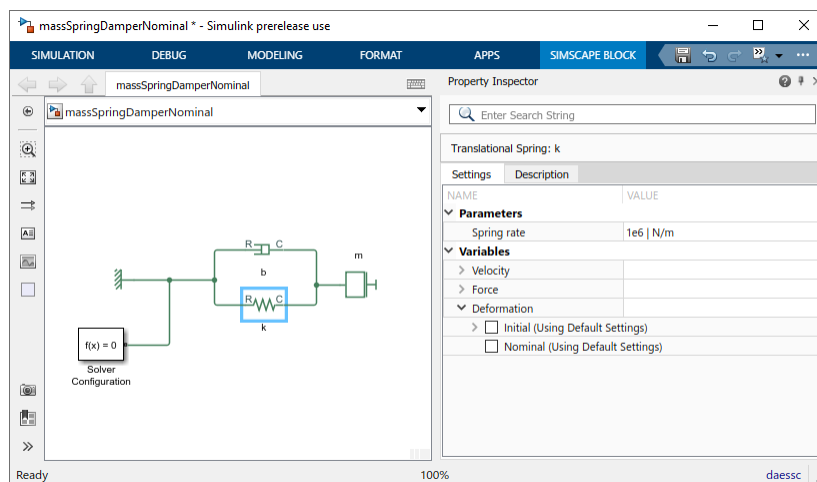 massSpringDamperNominal * - Simulink prerelease use
SIMULATION DEBUG MODELING FORMAT APPS SIMSCAPE BLOCK
massSpringDamperNominal
massSpringDamperNominal
R C
b
m
R C
k
f(x) = 0
Solver
Configuration
Property Inspector
Enter Search String
Translational Spring: k
Settings Description
NAME VALUE
Parameters
Spring rate 1e6 | N/m
Variables
Velocity
Force
Deformation
Initial (Using Default Settings)
Nominal (Using Default Settings)
Ready 100% daessc